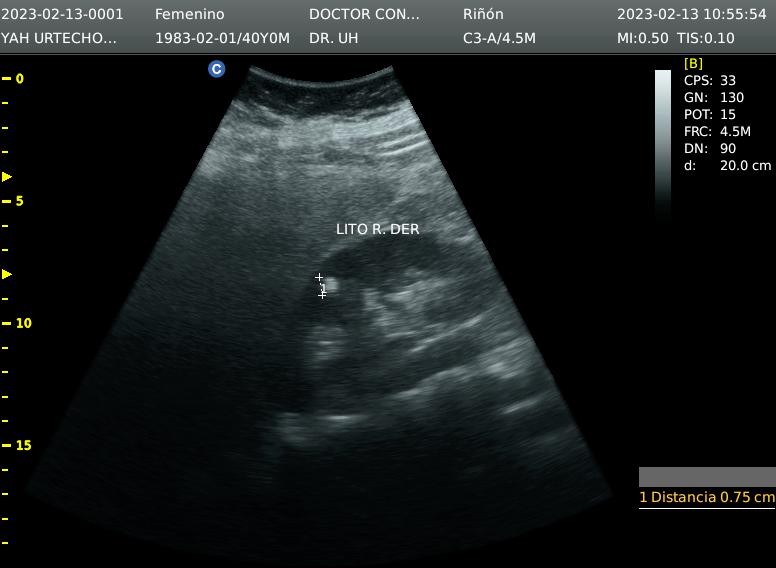 2023-02-13-0001 Femenino DOCTOR CON... Riñón 2023-02-13 10:55:54
YAH URTECHO... 1983-02-01/40Y0M DR. UH C3-A/4.5M MI:0.50 TIS:0.10
C
[B]
CPS: 33
GN: 130
POT: 15
FRC: 4.5M
DN: 90
d: 20.0 cm
0
5
10
15
LITO R. DER
1
1 Distancia 0.75 cm